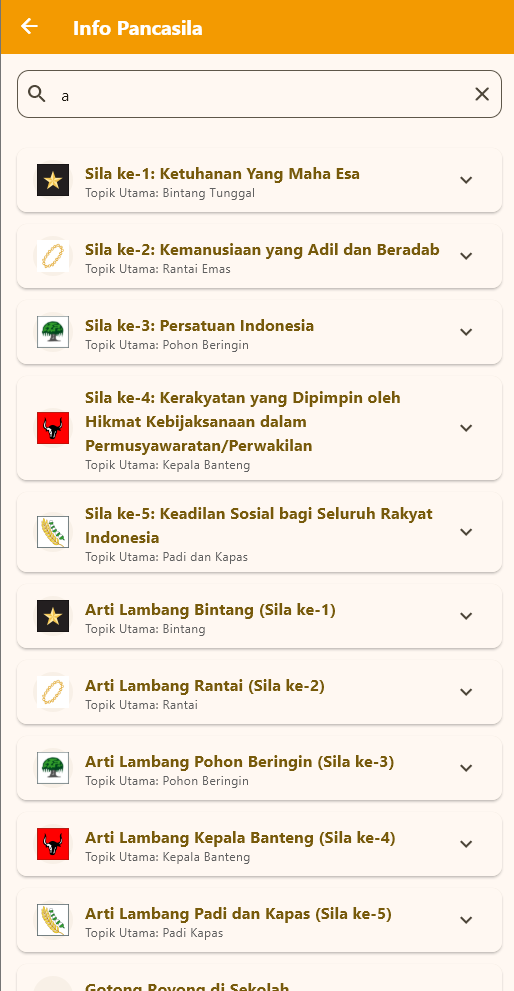 Info Pancasila
a
Sila ke-1: Ketuhanan Yang Maha Esa
Topik Utama: Bintang Tunggal
Sila ke-2: Kemanusiaan yang Adil dan Beradab
Topik Utama: Rantai Emas
Sila ke-3: Persatuan Indonesia
Topik Utama: Pohon Beringin
Sila ke-4: Kerakyatan yang Dipimpin oleh
Hikmat Kebijaksanaan dalam
Permusyawaratan/Perwakilan
Topik Utama: Kepala Banteng
Sila ke-5: Keadilan Sosial bagi Seluruh Rakyat
Indonesia
Topik Utama: Padi dan Kapas
Arti Lambang Bintang (Sila ke-1)
Topik Utama: Bintang
Arti Lambang Rantai (Sila ke-2)
Topik Utama: Rantai
Arti Lambang Pohon Beringin (Sila ke-3)
Topik Utama: Pohon Beringin
Arti Lambang Kepala Banteng (Sila ke-4)
Topik Utama: Kepala Banteng
Arti Lambang Padi dan Kapas (Sila ke-5)
Topik Utama: Padi Kapas
Gotong Royong di Sekolah